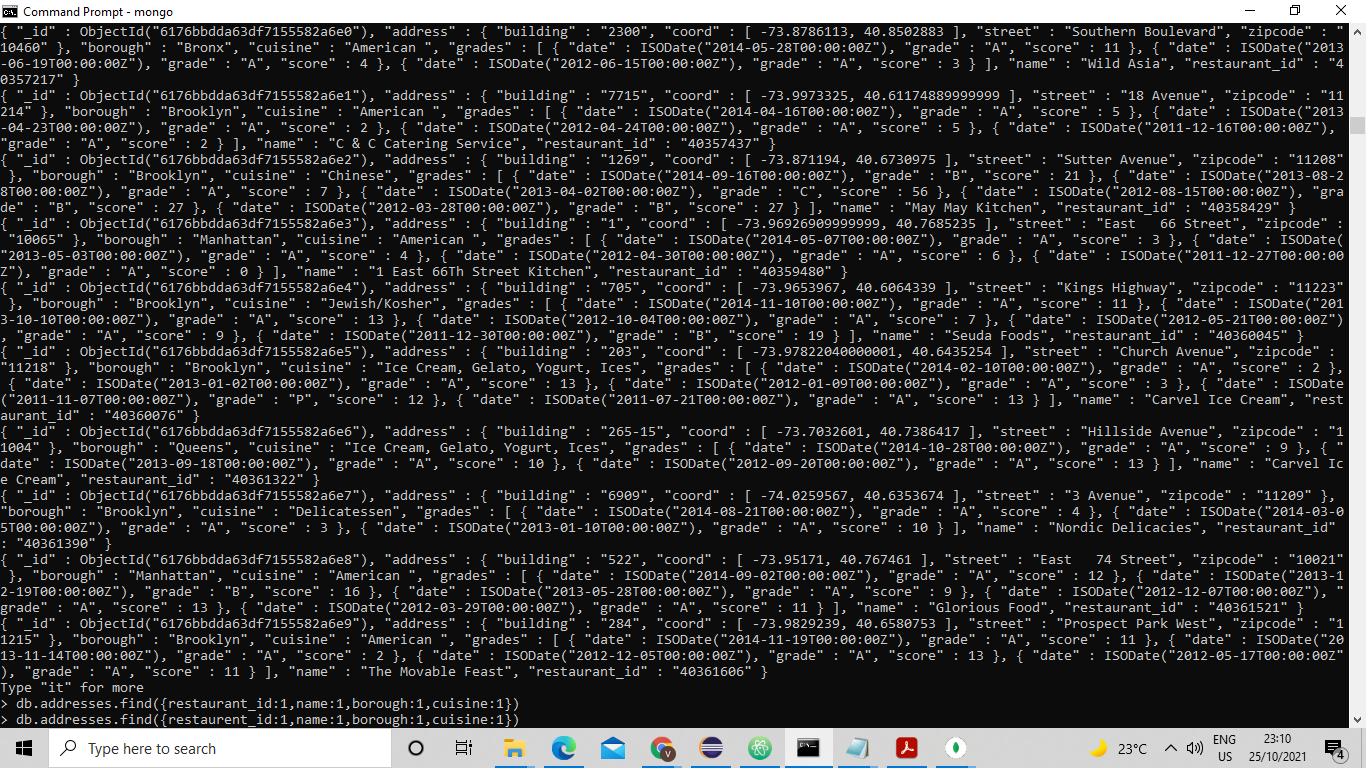 Command Prompt - mongo
{ "_id" : ObjectId("6176bbdda63df7155582a6e0"), "address" : { "building" : "2300", "coord" : [ -73.8786113, 40.8502883 ], "street" : "Southern Boulevard", "zipcode" : "
10460" }, "borough" : "Bronx", "cuisine" : "American ", "grades" : [ { "date" : ISODate("2014-05-28T00:00:00Z"), "grade" : "A", "score" : 11 }, { "date" : ISODate("2013
-06-19T00:00:00Z"), "grade" : "A", "score" : 4 }, { "date" : ISODate("2012-06-15T00:00:00Z"), "grade" : "A", "score" : 3 } ], "name" : "Wild Asia", "restaurant_id" : "4
0357217" }
{ "_id" : ObjectId("6176bbdda63df7155582a6e1"), "address" : { "building" : "7715", "coord" : [ -73.9973325, 40.61174889999999 ], "street" : "18 Avenue", "zipcode" : "11
214" }, "borough" : "Brooklyn", "cuisine" : "American ", "grades" : [ { "date" : ISODate("2014-04-16T00:00:00Z"), "grade" : "A", "score" : 5 }, { "date" : ISODate("2013
-04-23T00:00:00Z"), "grade" : "A", "score" : 2 }, { "date" : ISODate("2012-04-24T00:00:00Z"), "grade" : "A", "score" : 5 }, { "date" : ISODate("2011-12-16T00:00:00Z"),
"grade" : "A", "score" : 2 } ], "name" : "C & C Catering Service", "restaurant_id" : "40357437" }
{ "_id" : ObjectId("6176bbdda63df7155582a6e2"), "address" : { "building" : "1269", "coord" : [ -73.871194, 40.6730975 ], "street" : "Sutter Avenue", "zipcode" : "11208"
 }, "borough" : "Brooklyn", "cuisine" : "Chinese", "grades" : [ { "date" : ISODate("2014-09-16T00:00:00Z"), "grade" : "B", "score" : 21 }, { "date" : ISODate("2013-08-2
8T00:00:00Z"), "grade" : "A", "score" : 7 }, { "date" : ISODate("2013-04-02T00:00:00Z"), "grade" : "C", "score" : 56 }, { "date" : ISODate("2012-08-15T00:00:00Z"), "gra
de" : "B", "score" : 27 }, { "date" : ISODate("2012-03-28T00:00:00Z"), "grade" : "B", "score" : 27 } ], "name" : "May May Kitchen", "restaurant_id" : "40358429" }
{ "_id" : ObjectId("6176bbdda63df7155582a6e3"), "address" : { "building" : "1", "coord" : [ -73.96926909999999, 40.7685235 ], "street" : "East   66 Street", "zipcode" :
 "10065" }, "borough" : "Manhattan", "cuisine" : "American ", "grades" : [ { "date" : ISODate("2014-05-07T00:00:00Z"), "grade" : "A", "score" : 3 }, { "date" : ISODate(
"2013-05-03T00:00:00Z"), "grade" : "A", "score" : 4 }, { "date" : ISODate("2012-04-30T00:00:00Z"), "grade" : "A", "score" : 6 }, { "date" : ISODate("2011-12-27T00:00:00
Z"), "grade" : "A", "score" : 0 } ], "name" : "1 East 66Th Street Kitchen", "restaurant_id" : "40359480" }
{ "_id" : ObjectId("6176bbdda63df7155582a6e4"), "address" : { "building" : "705", "coord" : [ -73.9653967, 40.6064339 ], "street" : "Kings Highway", "zipcode" : "11223"
 }, "borough" : "Brooklyn", "cuisine" : "Jewish/Kosher", "grades" : [ { "date" : ISODate("2014-11-10T00:00:00Z"), "grade" : "A", "score" : 11 }, { "date" : ISODate("201
3-10-10T00:00:00Z"), "grade" : "A", "score" : 13 }, { "date" : ISODate("2012-10-04T00:00:00Z"), "grade" : "A", "score" : 7 }, { "date" : ISODate("2012-05-21T00:00:00Z")
, "grade" : "A", "score" : 9 }, { "date" : ISODate("2011-12-30T00:00:00Z"), "grade" : "B", "score" : 19 } ], "name" : "Seuda Foods", "restaurant_id" : "40360045" }
{ "_id" : ObjectId("6176bbdda63df7155582a6e5"), "address" : { "building" : "203", "coord" : [ -73.97822040000001, 40.6435254 ], "street" : "Church Avenue", "zipcode" :
"11218" }, "borough" : "Brooklyn", "cuisine" : "Ice Cream, Gelato, Yogurt, Ices", "grades" : [ { "date" : ISODate("2014-02-10T00:00:00Z"), "grade" : "A", "score" : 2 },
 { "date" : ISODate("2013-01-02T00:00:00Z"), "grade" : "A", "score" : 13 }, { "date" : ISODate("2012-01-09T00:00:00Z"), "grade" : "A", "score" : 3 }, { "date" : ISODate
("2011-11-07T00:00:00Z"), "grade" : "P", "score" : 12 }, { "date" : ISODate("2011-07-21T00:00:00Z"), "grade" : "A", "score" : 13 } ], "name" : "Carvel Ice Cream", "rest
aurant_id" : "40360076" }
{ "_id" : ObjectId("6176bbdda63df7155582a6e6"), "address" : { "building" : "265-15", "coord" : [ -73.7032601, 40.7386417 ], "street" : "Hillside Avenue", "zipcode" : "1
1004" }, "borough" : "Queens", "cuisine" : "Ice Cream, Gelato, Yogurt, Ices", "grades" : [ { "date" : ISODate("2014-10-28T00:00:00Z"), "grade" : "A", "score" : 9 }, { "
date" : ISODate("2013-09-18T00:00:00Z"), "grade" : "A", "score" : 10 }, { "date" : ISODate("2012-09-20T00:00:00Z"), "grade" : "A", "score" : 13 } ], "name" : "Carvel Ic
e Cream", "restaurant_id" : "40361322" }
{ "_id" : ObjectId("6176bbdda63df7155582a6e7"), "address" : { "building" : "6909", "coord" : [ -74.0259567, 40.6353674 ], "street" : "3 Avenue", "zipcode" : "11209" },
"borough" : "Brooklyn", "cuisine" : "Delicatessen", "grades" : [ { "date" : ISODate("2014-08-21T00:00:00Z"), "grade" : "A", "score" : 4 }, { "date" : ISODate("2014-03-0
5T00:00:00Z"), "grade" : "A", "score" : 3 }, { "date" : ISODate("2013-01-10T00:00:00Z"), "grade" : "A", "score" : 10 } ], "name" : "Nordic Delicacies", "restaurant_id"
: "40361390" }
{ "_id" : ObjectId("6176bbdda63df7155582a6e8"), "address" : { "building" : "522", "coord" : [ -73.95171, 40.767461 ], "street" : "East   74 Street", "zipcode" : "10021"
 }, "borough" : "Manhattan", "cuisine" : "American ", "grades" : [ { "date" : ISODate("2014-09-02T00:00:00Z"), "grade" : "A", "score" : 12 }, { "date" : ISODate("2013-1
2-19T00:00:00Z"), "grade" : "B", "score" : 16 }, { "date" : ISODate("2013-05-28T00:00:00Z"), "grade" : "A", "score" : 9 }, { "date" : ISODate("2012-12-07T00:00:00Z"), "
grade" : "A", "score" : 13 }, { "date" : ISODate("2012-03-29T00:00:00Z"), "grade" : "A", "score" : 11 } ], "name" : "Glorious Food", "restaurant_id" : "40361521" }
{ "_id" : ObjectId("6176bbdda63df7155582a6e9"), "address" : { "building" : "284", "coord" : [ -73.9829239, 40.6580753 ], "street" : "Prospect Park West", "zipcode" : "1
1215" }, "borough" : "Brooklyn", "cuisine" : "American ", "grades" : [ { "date" : ISODate("2014-11-19T00:00:00Z"), "grade" : "A", "score" : 11 }, { "date" : ISODate("20
13-11-14T00:00:00Z"), "grade" : "A", "score" : 2 }, { "date" : ISODate("2012-12-05T00:00:00Z"), "grade" : "A", "score" : 13 }, { "date" : ISODate("2012-05-17T00:00:00Z"
), "grade" : "A", "score" : 11 } ], "name" : "The Movable Feast", "restaurant_id" : "40361606" }
Type "it" for more
> db.addresses.find({restaurant_id:1,name:1,borough:1,cuisine:1})
> db.addresses.find({restaurent_id:1,name:1,borough:1,cuisine:1})
Type here to search
V
23°C
ENG
US
23:10
25/10/2021
4